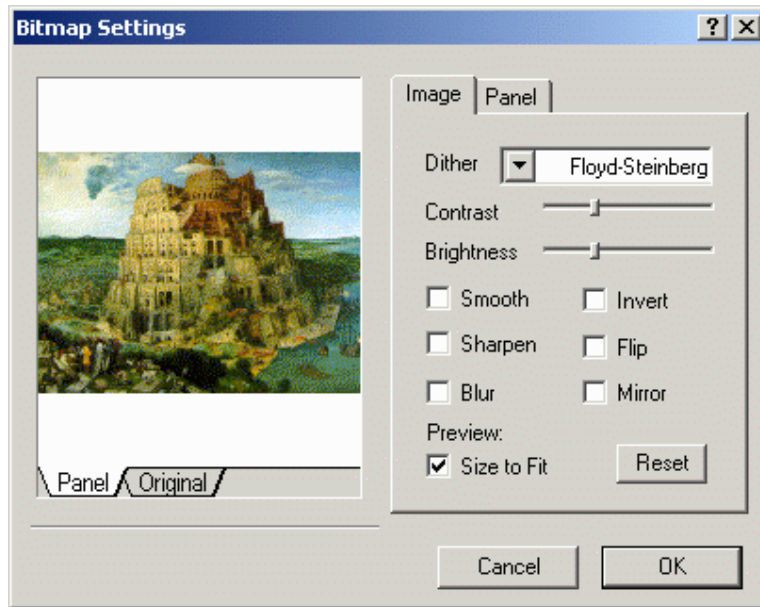 Bitmap Settings
Image Panel
Dither Floyd-Steinberg
Contrast
Brightness
Smooth Invert
Sharpen Flip
Blur Mirror
Preview:
Size to Fit Reset
Panel Original
Cancel OK